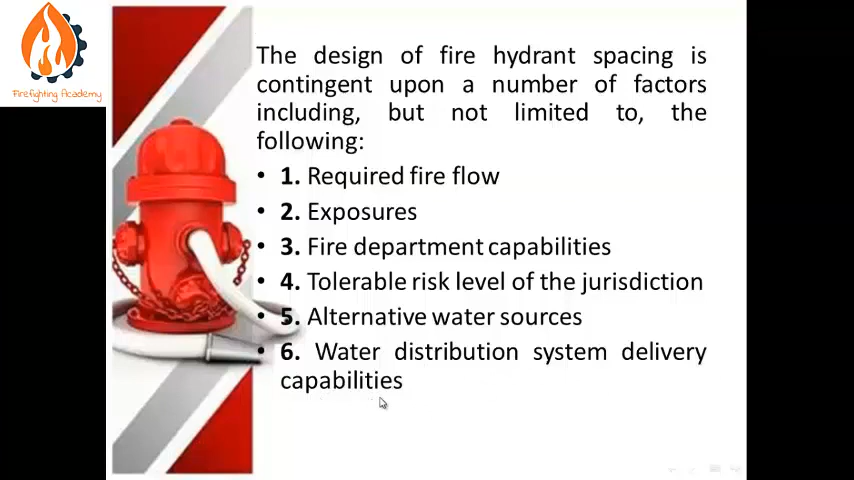 Firefighting Academy
The design of fire hydrant spacing is
contingent upon a number of factors
including, but not limited to, the
following:
• 1. Required fire flow
• 2. Exposures
• 3. Fire department capabilities
• 4. Tolerable risk level of the jurisdiction
• 5. Alternative water sources
• 6. Water distribution system delivery
capabilities